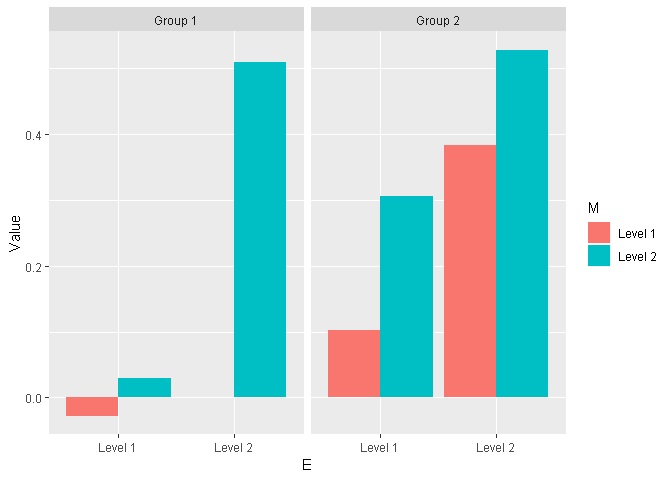 Group 1
Group 2
Value
0.4
0.2
0.0
Level 1
Level 2
Level 1
Level 2
E
M
Level 1
Level 2